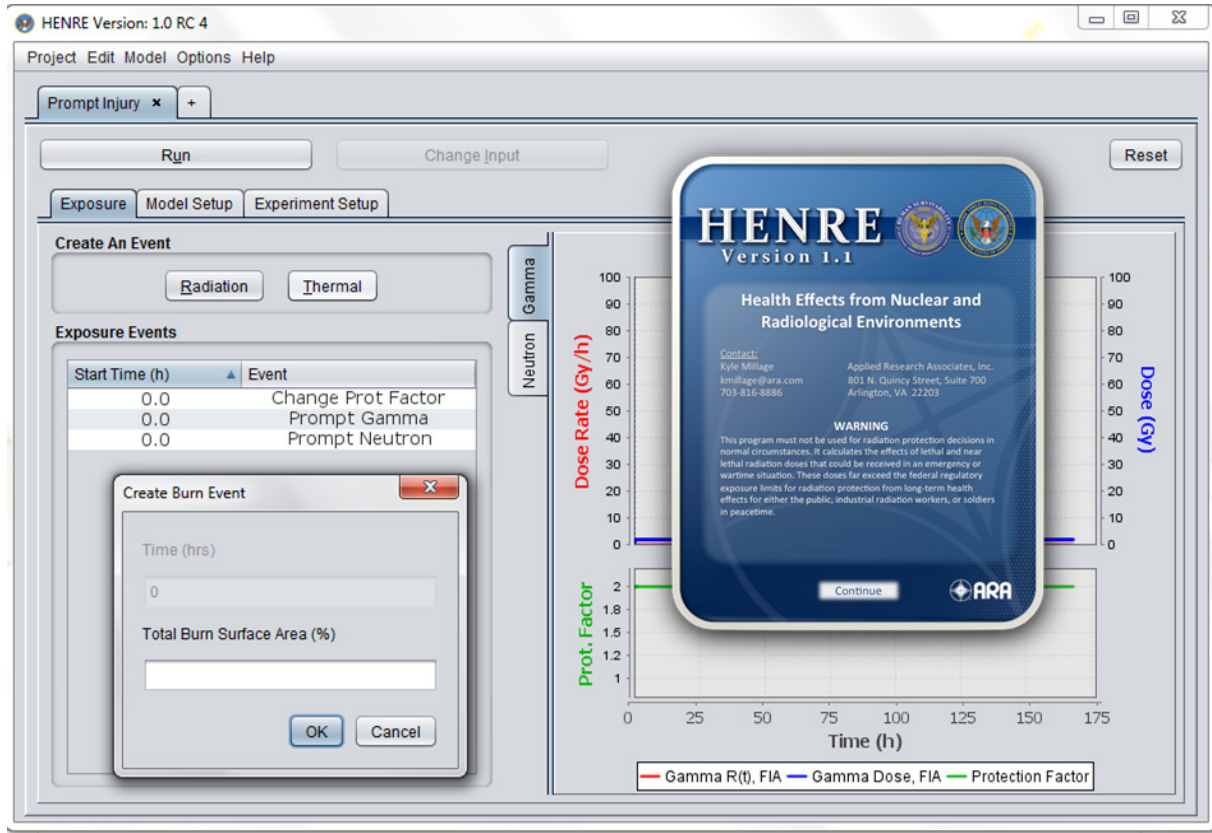 HENRE Version: 1.0 RC 4
Project Edit Model Options Help
Prompt Injury × +
Run Change Input Reset
Exposure Model Setup Experiment Setup
Create An Event
Radiation Thermal
Exposure Events
Start Time (h) Event
0.0 Change Prot Factor
0.0 Prompt Gamma
0.0 Prompt Neutron
Create Burn Event
Time (hrs)
0
Total Burn Surface Area (%)
OK Cancel
Gamma
Neutron
Dose Rate (Gy/h)
100
90
80
70
60
50
40
30
20
10
0
100
90
80
70
60
50
40
30
20
10
0
Dose (Gy)
HENRE
Version 1.1
Health Effects from Nuclear and
Radiological Environments
Contact:
Kyle Millage Applied Research Associates, Inc.
kmillage@ara.com 801 N. Quincy Street, Suite 700
703-816-8886 Arlington, VA 22203
WARNING
This program must not be used for radiation protection decisions in
normal circumstances. It calculates the effects of lethal and near
lethal radiation doses that could be received in an emergency or
wartime situation. These doses far exceed the federal regulatory
exposure limits for radiation protection from long-term health
effects for either the public, industrial radiation workers, or soldiers
in peacetime.
Continue ARA
Prot. Factor
2
1.8
1.5
1.2
1
0 25 50 75 100 125 150 175
Time (h)
Gamma R(t), FIA Gamma Dose, FIA Protection Factor